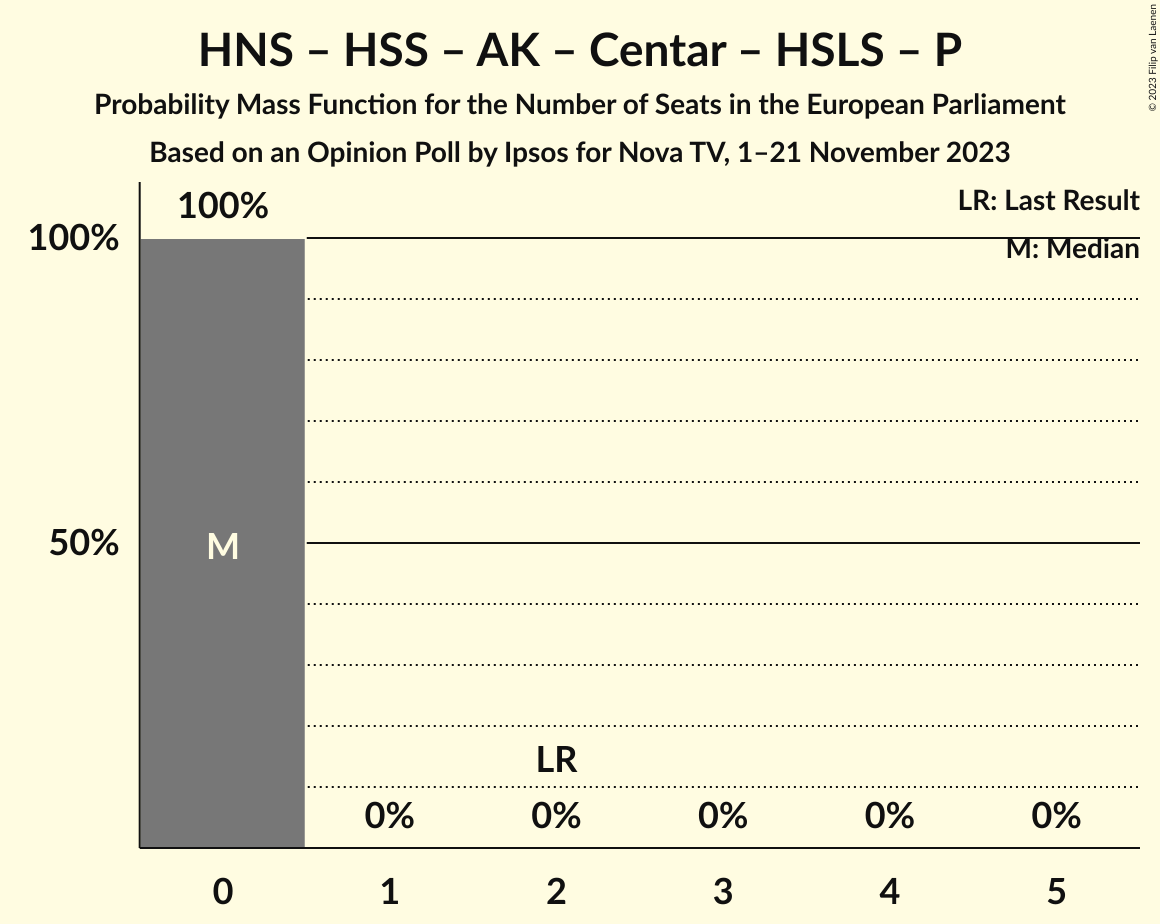 HNS – HSS – AK – Centar – HSLS – P
Probability Mass Function for the Number of Seats in the European Parliament
Based on an Opinion Poll by Ipsos for Nova TV, 1–21 November 2023
© 2023 Filip van Laenen
LR: Last Result
M: Median
100%
100%
50%
M
LR
0% 0% 0% 0% 0%
0 1 2 3 4 5